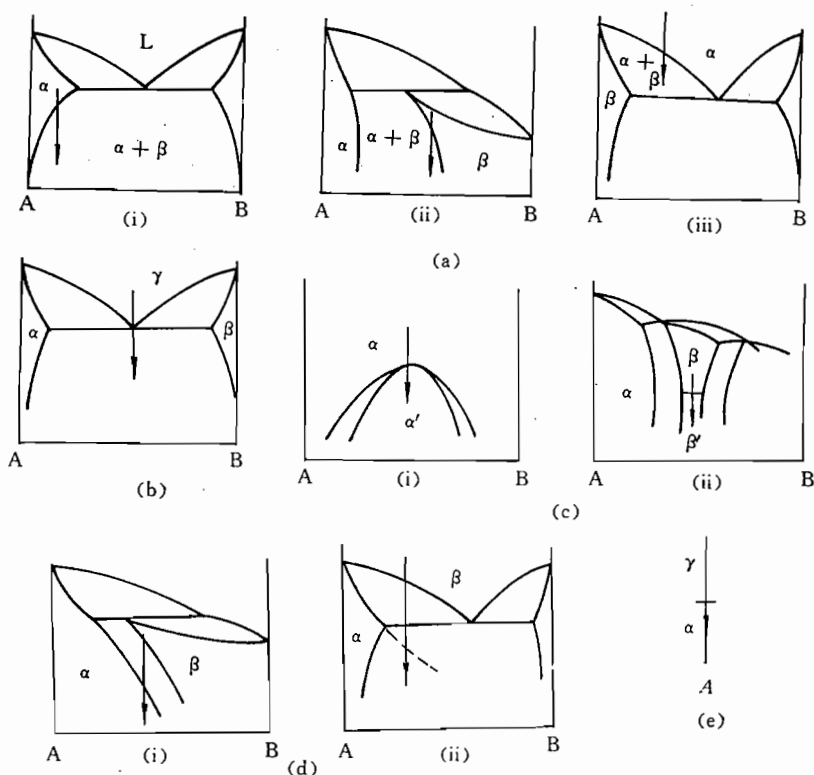 L
α
α + β
A
B
(i)
α
α + β
β
A
B
(ii)
α +
β
α
β
A
B
(iii)
(a)
γ
α
β
A
B
(b)
α
α′
A
B
(i)
β
α
β′
A
B
(ii)
(c)
α
β
A
B
(i)
β
α
A
B
(ii)
(d)
γ
α
A
(e)